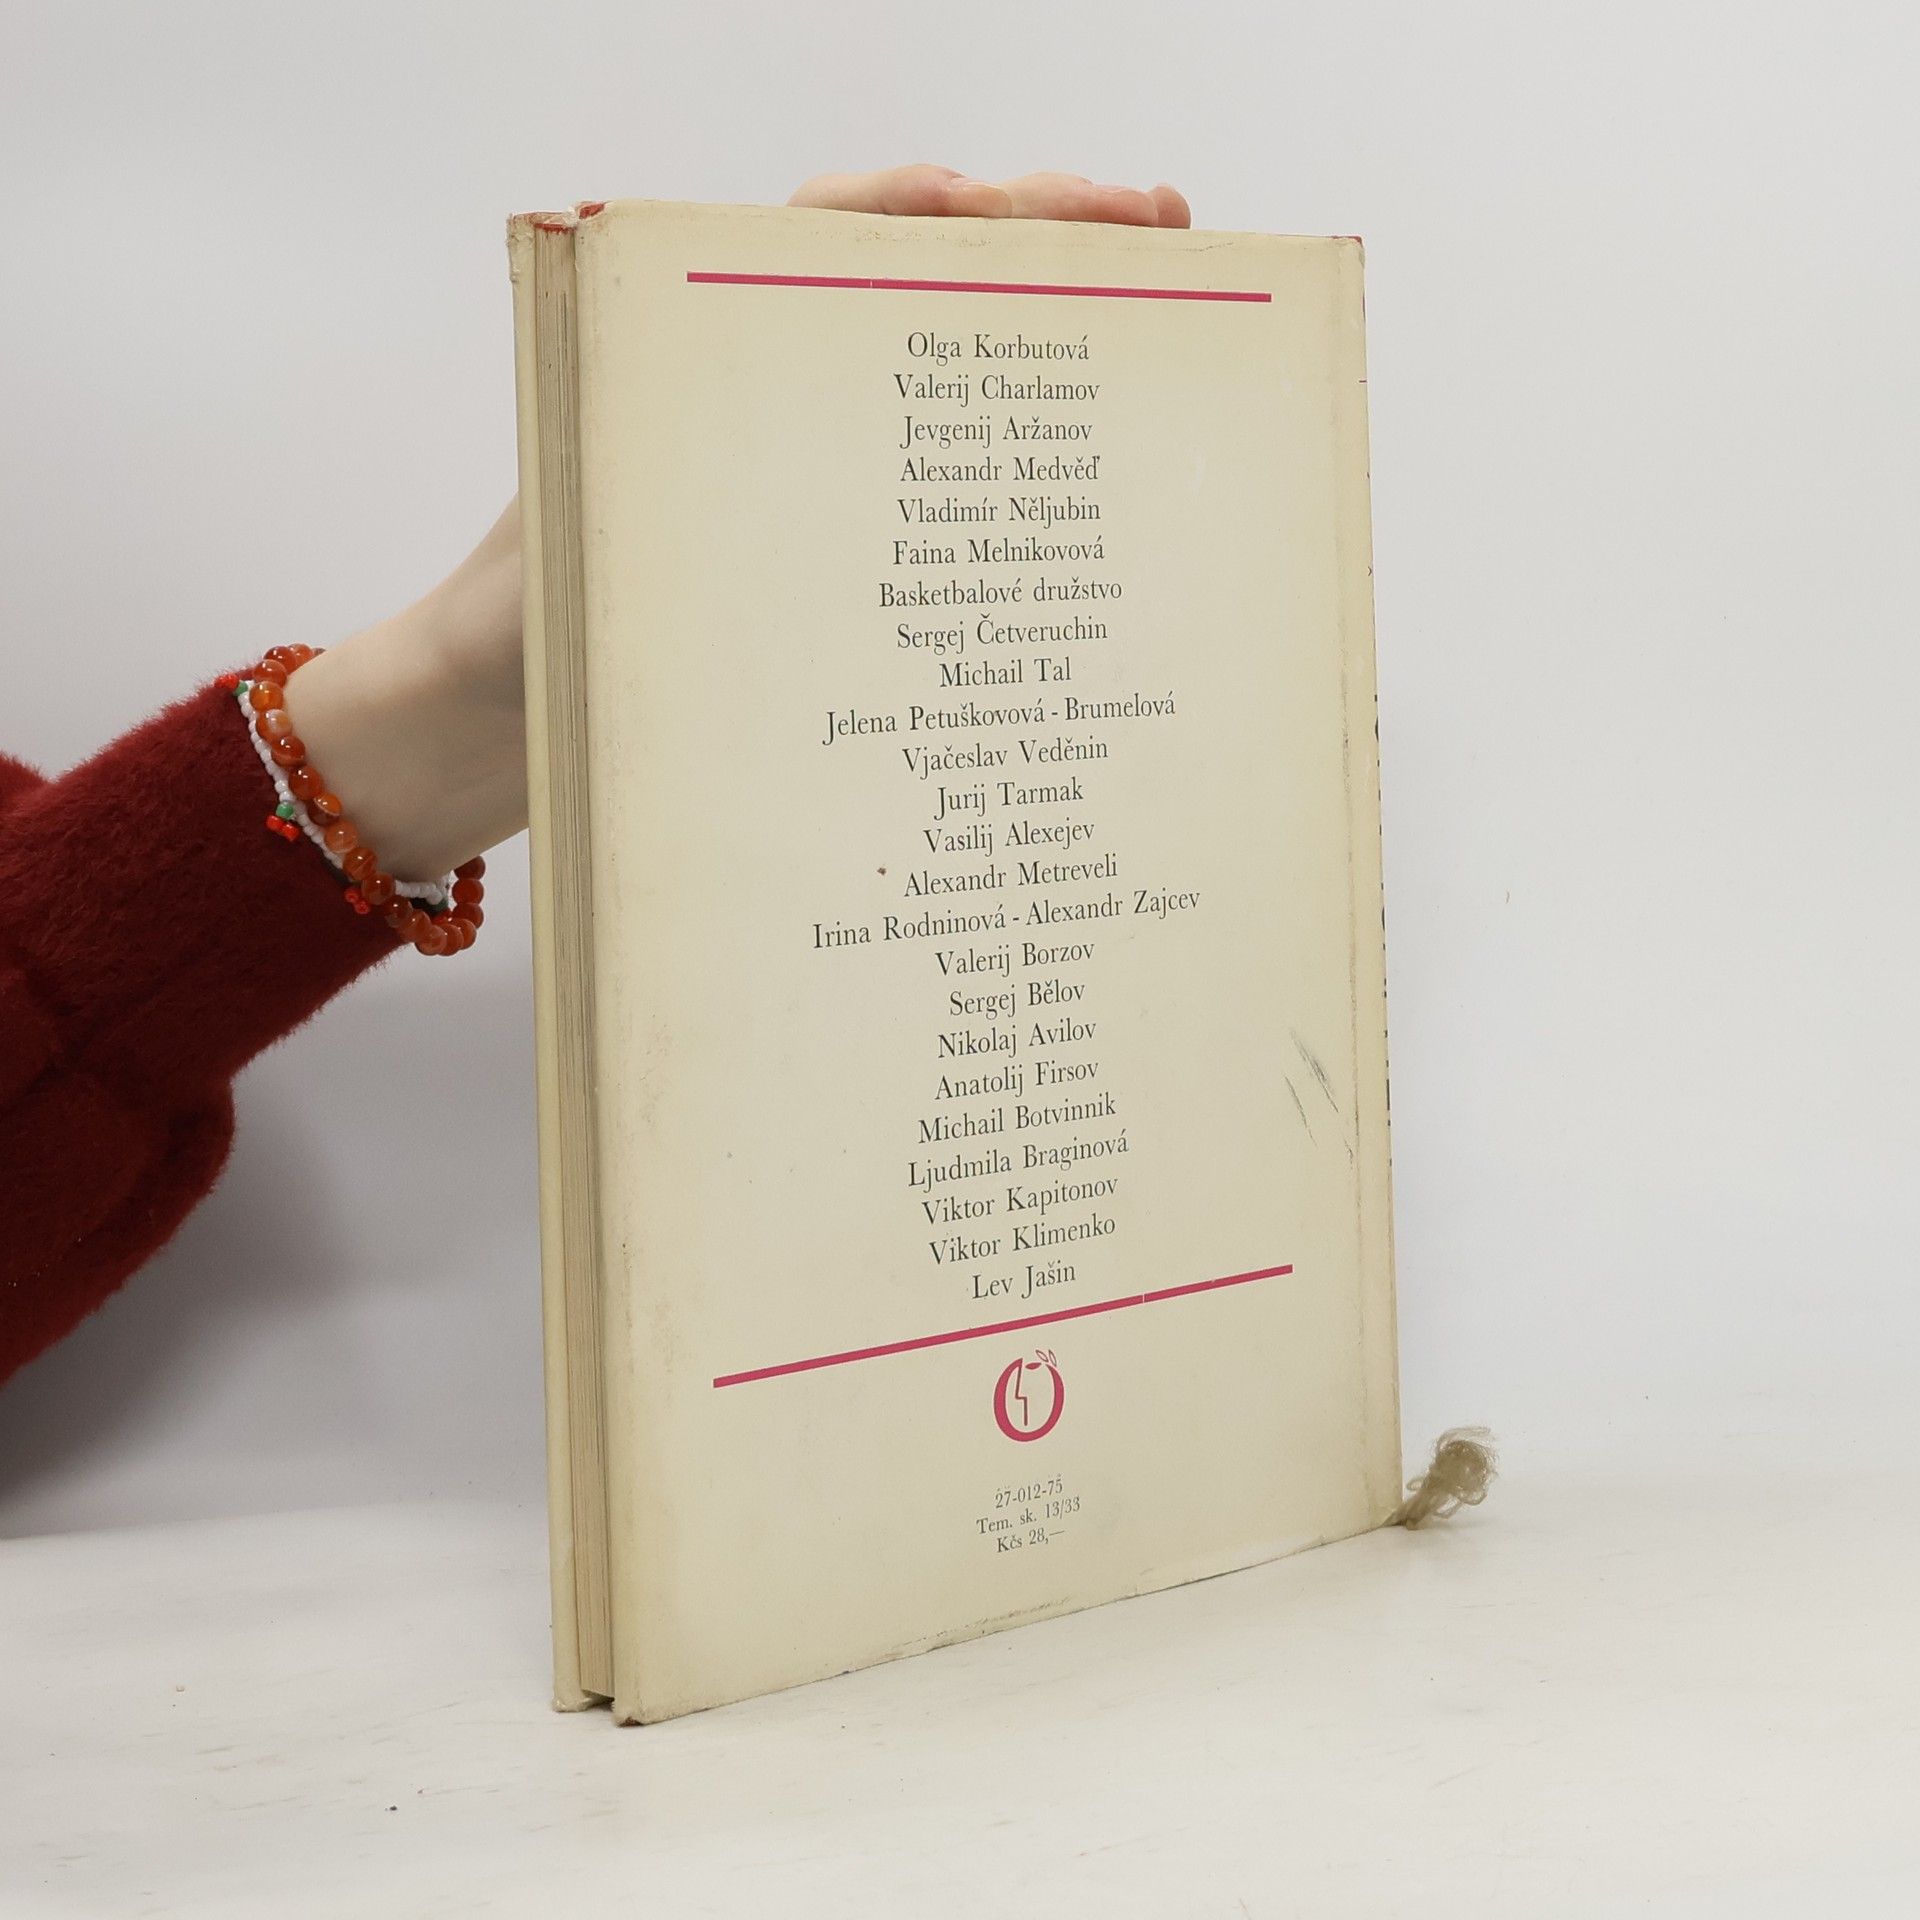 Olga Korbutová
Valerij Charlamov
Jevgenij Aržanov
Alexandr Medvěď
Vladimír Něljubin
Faina Melnikovová
Basketbalové družstvo
Sergej Četveruchin
Michail Tal
Jelena Petuškovová - Brumelová
Vjačeslav Veděnin
Jurij Tarmak
Vasilij Alexejev
Alexandr Metreveli
Irina Rodninová - Alexandr Zajcev
Valerij Borzov
Sergej Bělov
Nikolaj Avilov
Anatolij Firsov
Michail Botvinnik
Ljudmila Braginová
Viktor Kapitonov
Viktor Klimenko
Lev Jašin
27-012-75
Tem. sk. 13/33
Kčs 28,—